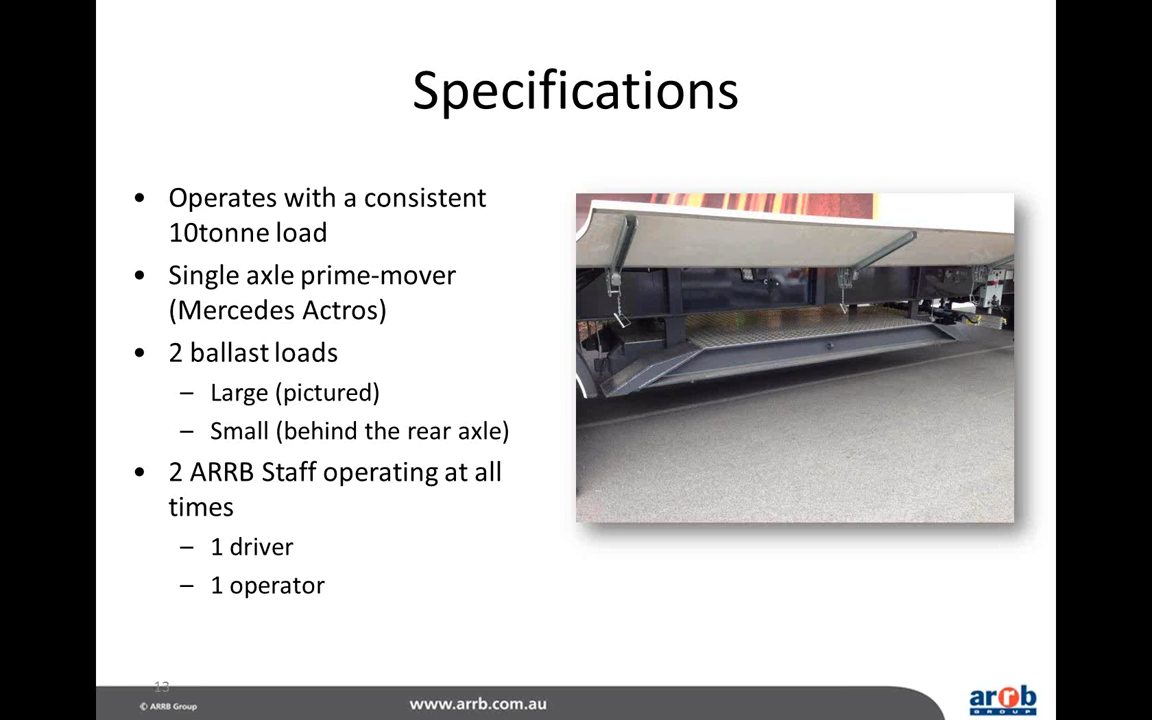 Specifications
• Operates with a consistent
10tonne load
• Single axle prime-mover
(Mercedes Actros)
• 2 ballast loads
– Large (pictured)
– Small (behind the rear axle)
• 2 ARRB Staff operating at all
times
– 1 driver
– 1 operator
13
© ARRB Group
www.arrb.com.au
arrb
GROUP